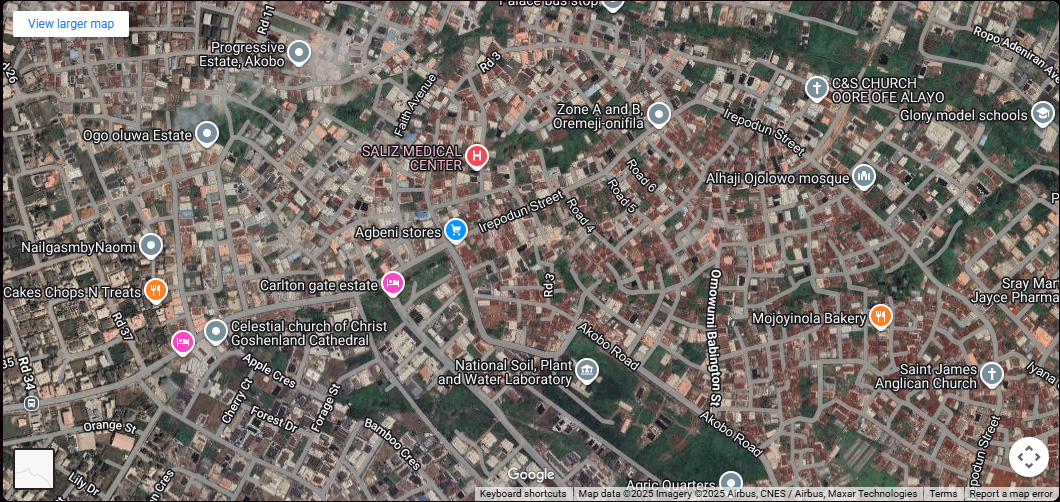 Palace bus stop
View larger map
Rd 11
Ropo Adeniran Ave
Progressive
Estate, Akobo
Rd 3
Faith Avenue
C&S CHURCH
OORE OFE ALAYO
Zone A and B,
Oremeji-onifila
Irepodun Street
Glory model schools
Ogo oluwa Estate
SALIZ MEDICAL
CENTER
Road 6
Alhaji Ojolowo mosque
Road 5
Irepodun Street
Road 4
Agbeni stores
NailgasmbyNaomi
Carlton gate estate
Rd 3
Omowumi Babington St
Cakes Chops N Treats
Sray Mar
Jayce Pharma
Rd 37
Mojoyinola Bakery
Celestial church of Christ
Goshenland Cathedral
Akobo Road
Rd 34
Apple Cres
National Soil, Plant
and Water Laboratory
Saint James
Anglican Church
Iyana
Cherry Ct
Forage St
Forest Dr
Bamboo Cres
Akobo Road
Orange St
Irepodun Street
Lily Dr
Google
Agric Quarters
Keyboard shortcuts
Map data ©2025 Imagery ©2025 Airbus, CNES / Airbus, Maxar Technologies
Terms
Report a map error